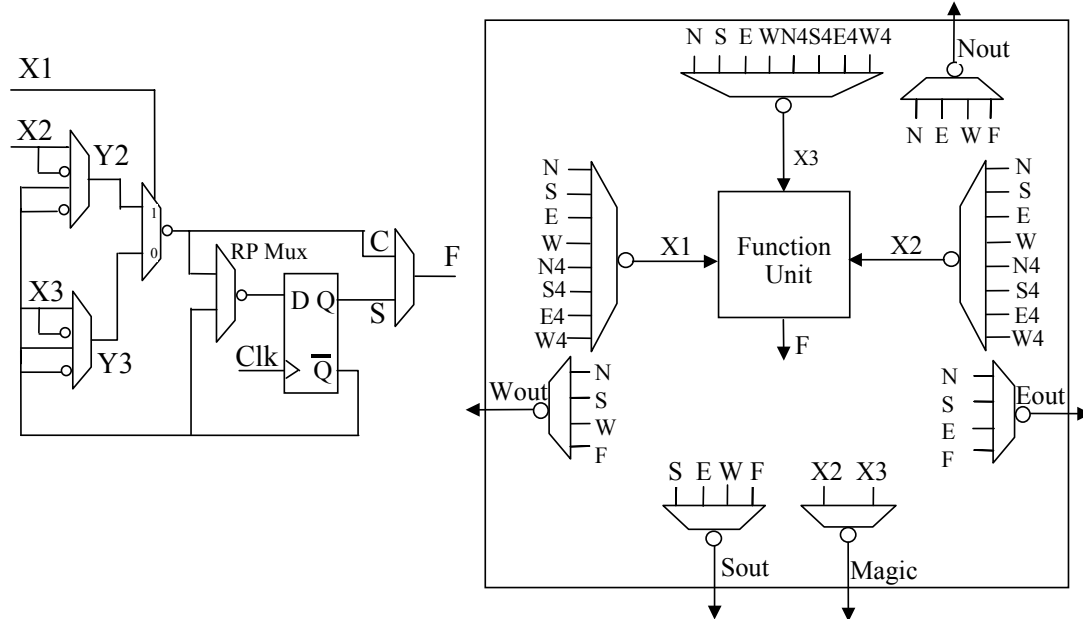 X1
X2
Y2
1
0
X3
Y3
RP Mux
D Q
Clk
Q
C
S
F
N S E W N4 S4 E4 W4
X3
Nout
N E W F
N
S
E
W
N4
S4
E4
W4
X1
Function
Unit
F
X2
N
S
E
W
N4
S4
E4
W4
Wout
N
S
W
F
N
S
E
F
Eout
S E W F
Sout
X2 X3
Magic